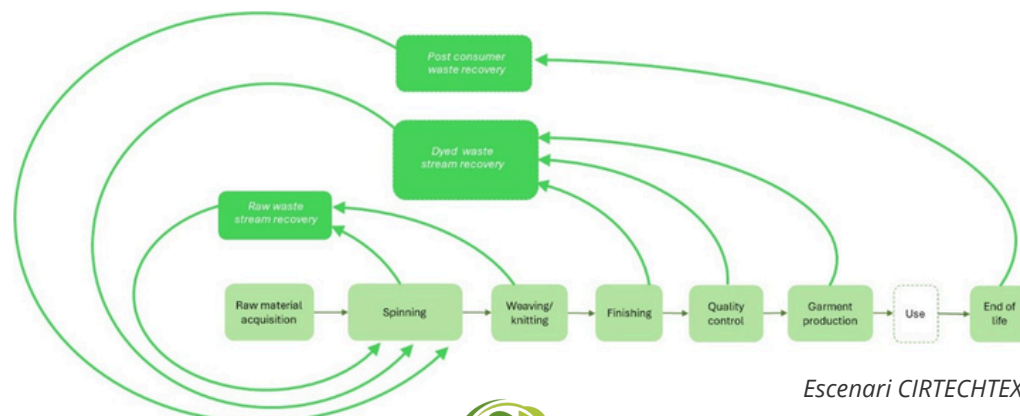 Post consumer
waste recovery
Dyed waste
stream recovery
Raw waste
stream recovery
Raw material
acquisition
Spinning
Weaving/
knitting
Finishing
Quality
control
Garment
production
Use
End of
life
Escenari CIRTECHTEX